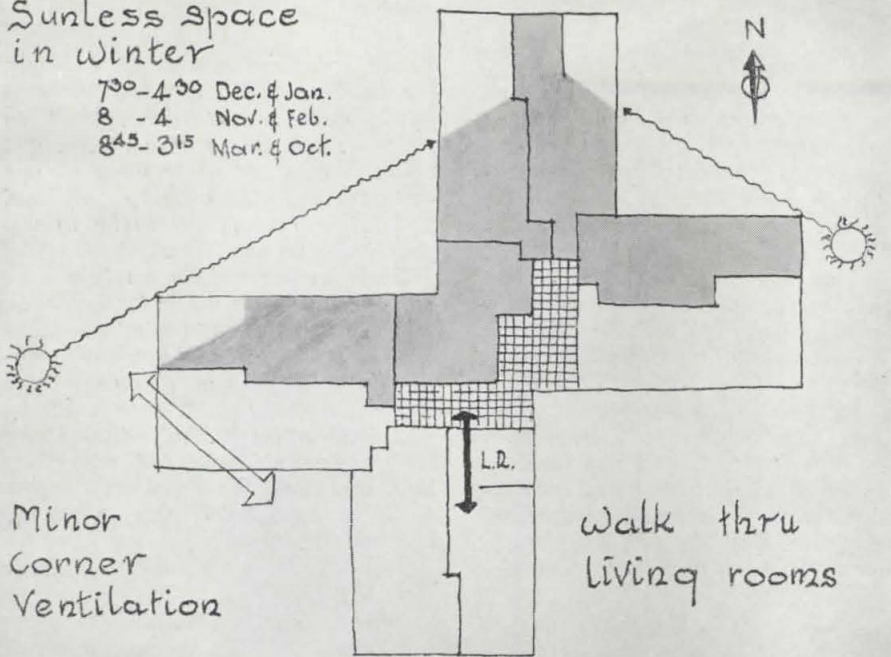 Sunless space
in winter
7³⁰-4³⁰ Dec. & Jan.
8 - 4 Nov. & Feb.
8⁴⁵-3¹⁵ Mar. & Oct.
N
L.R.
Minor
Corner
Ventilation
walk thru
living rooms